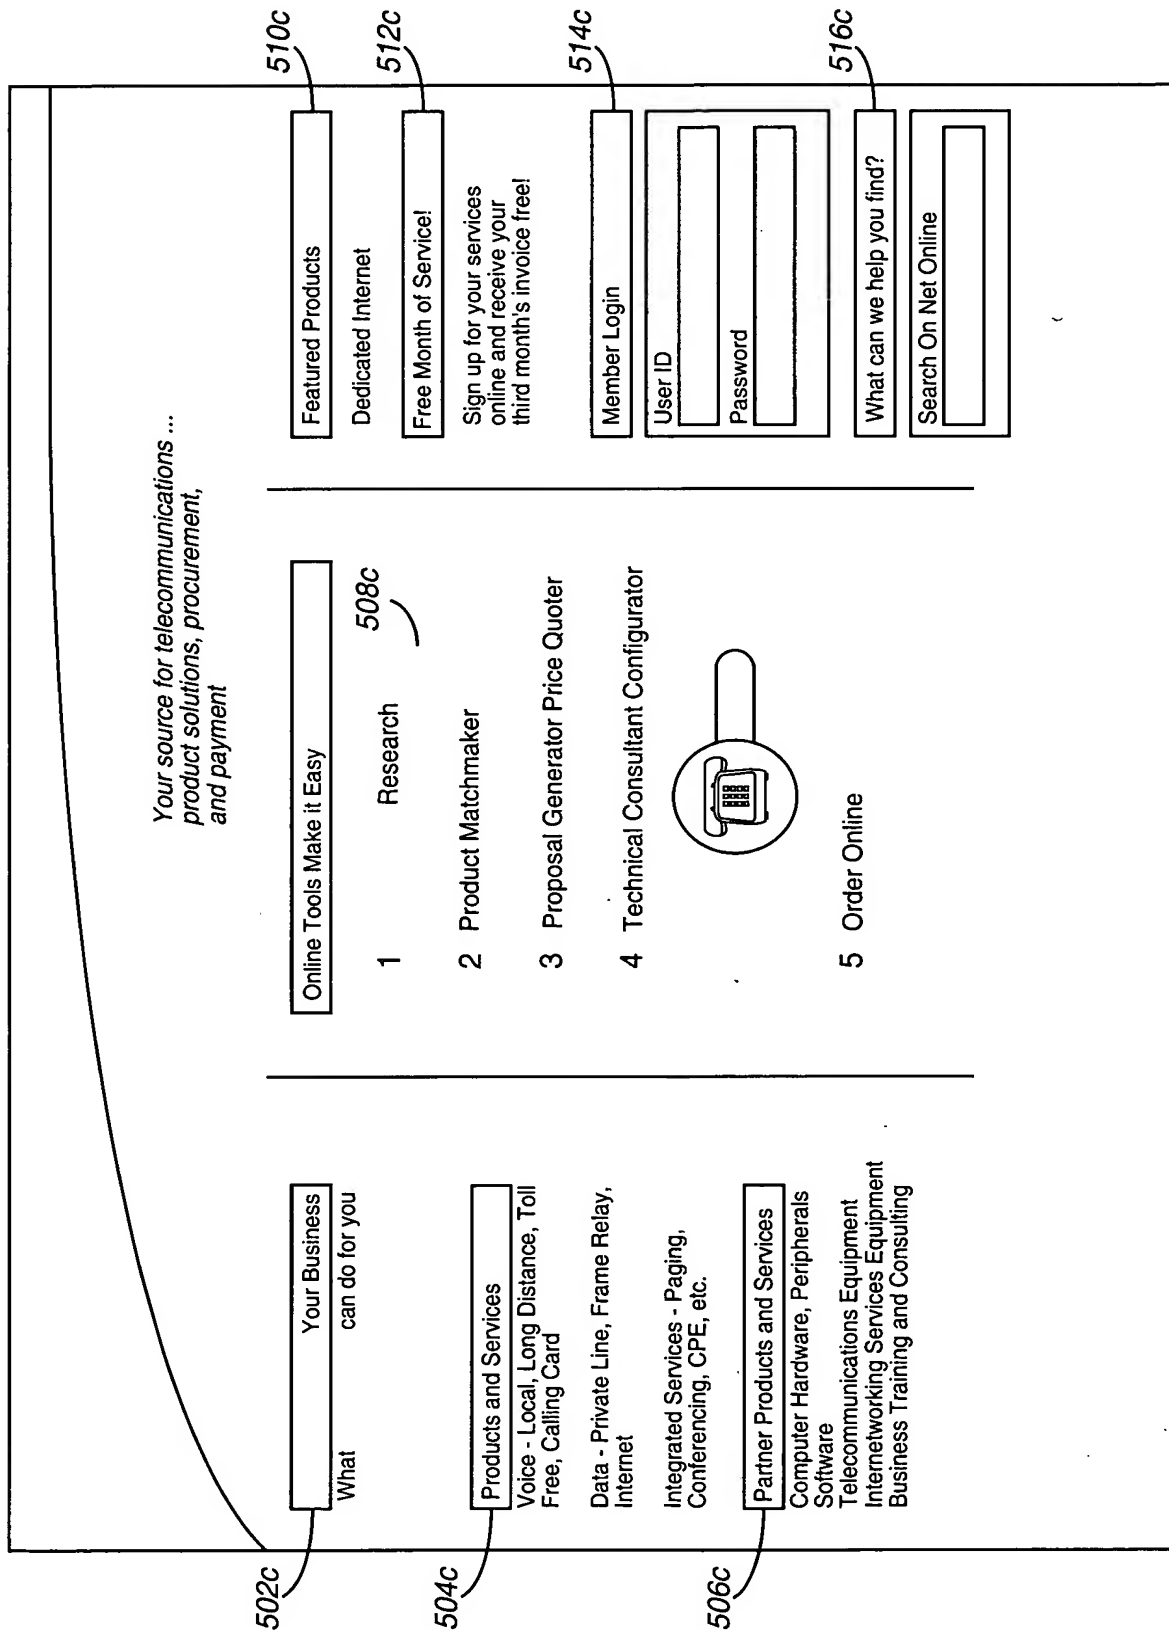 Your source for telecommunications ...
product solutions, procurement,
and payment
502c
Your Business
What can do for you
504c
Products and Services
Voice - Local, Long Distance, Toll
Free, Calling Card
Data - Private Line, Frame Relay,
Internet
Integrated Services - Paging,
Conferencing, CPE, etc.
506c
Partner Products and Services
Computer Hardware, Peripherals
Software
Telecommunications Equipment
Internetworking Services Equipment
Business Training and Consulting
Online Tools Make it Easy
508c
1 Research
2 Product Matchmaker
3 Proposal Generator Price Quoter
4 Technical Consultant Configurator
5 Order Online
510c
Featured Products
Dedicated Internet
512c
Free Month of Service!
Sign up for your services
online and receive your
third month's invoice free!
514c
Member Login
User ID
Password
516c
What can we help you find?
Search On Net Online